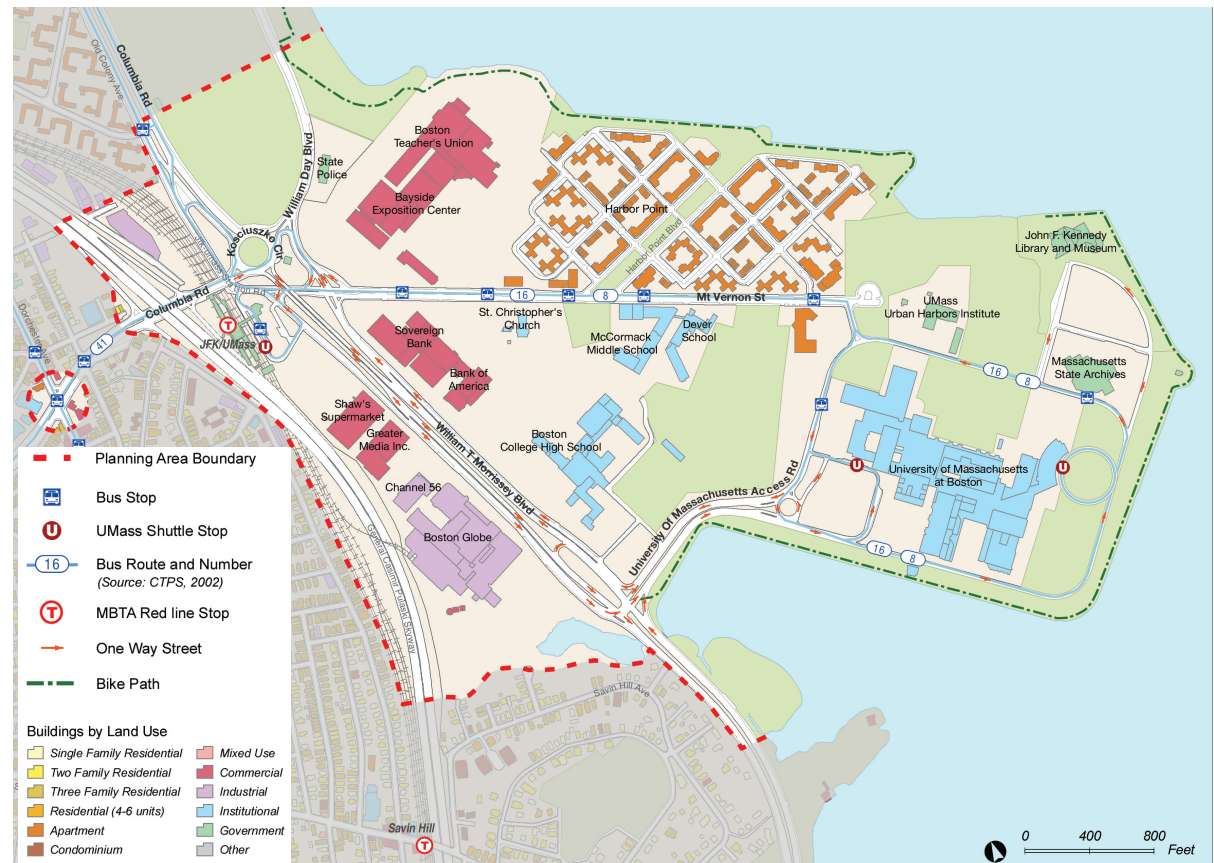 Columbia Rd
Old Colony Ave
William Day Blvd
State
Police
Boston
Teacher's Union
Bayside
Exposition Center
Kosciuszko Cir
Harbor Point
Harbor Point Blvd
John F. Kennedy
Library and Museum
Columbia Rd
Dorchester Ave
41
T
JFK/UMass
U
16
8
Mt Vernon St
St. Christopher's
Church
McCormack
Middle School
Dever
School
UMass
Urban Harbors Institute
Massachusetts
State Archives
16
8
Sovereign
Bank
Bank of
America
Shaw's
Supermarket
Greater
Media Inc.
William T Morrissey Blvd
Boston
College High School
Channel 56
Boston Globe
General Casimir Pulaski Skyway
University Of Massachusetts Access Rd
U
University of Massachusetts
at Boston
U
16
8
Savin Hill Ave
Savin Hill
T
Planning Area Boundary
Bus Stop
U
UMass Shuttle Stop
16
Bus Route and Number
(Source: CTPS, 2002)
T
MBTA Red line Stop
One Way Street
Bike Path
Buildings by Land Use
Single Family Residential
Two Family Residential
Three Family Residential
Residential (4-6 units)
Apartment
Condominium
Mixed Use
Commercial
Industrial
Institutional
Government
Other
0 400 800
Feet